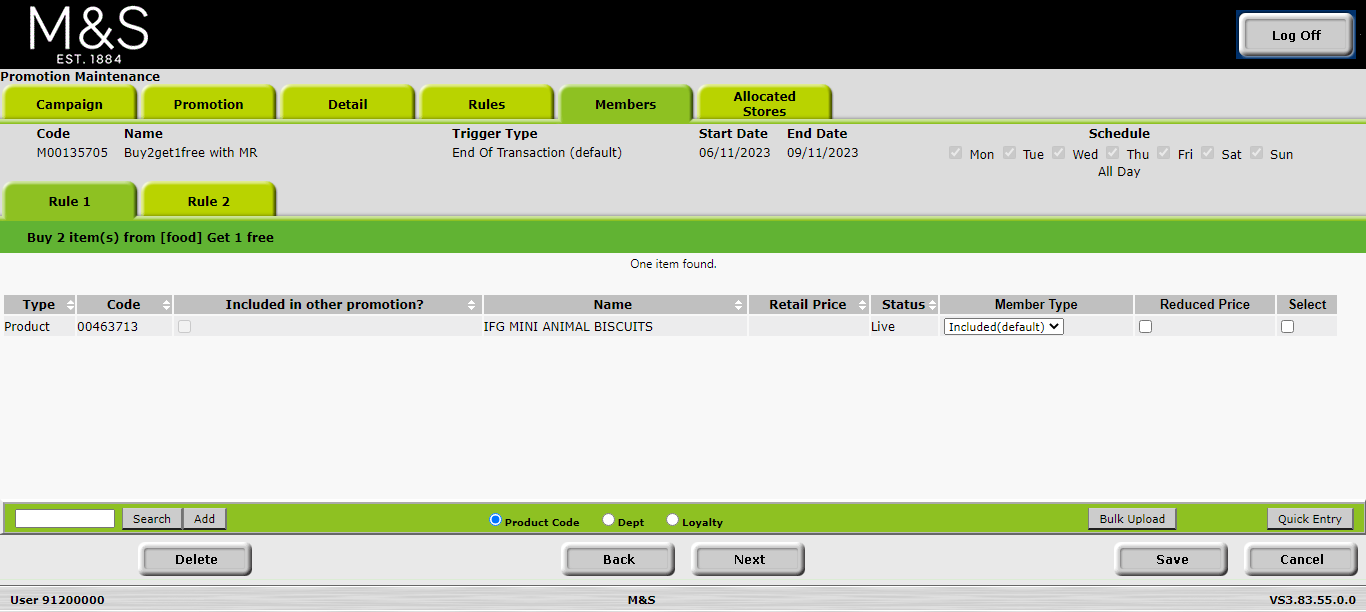 M&S
EST. 1884
Log Off
Promotion Maintenance
Campaign Promotion Detail Rules Members Allocated Stores
Code Name Trigger Type Start Date End Date Schedule
M00135705 Buy2get1free with MR End Of Transaction (default) 06/11/2023 09/11/2023 Mon Tue Wed Thu Fri Sat Sun
All Day
Rule 1 Rule 2
Buy 2 item(s) from [food] Get 1 free
One item found.
Type Code Included in other promotion? Name Retail Price Status Member Type Reduced Price Select
Product 00463713 IFG MINI ANIMAL BISCUITS Live Included(default)
Search Add Product Code Dept Loyalty Bulk Upload Quick Entry
Delete Back Next Save Cancel
User 91200000 M&S VS3.83.55.0.0